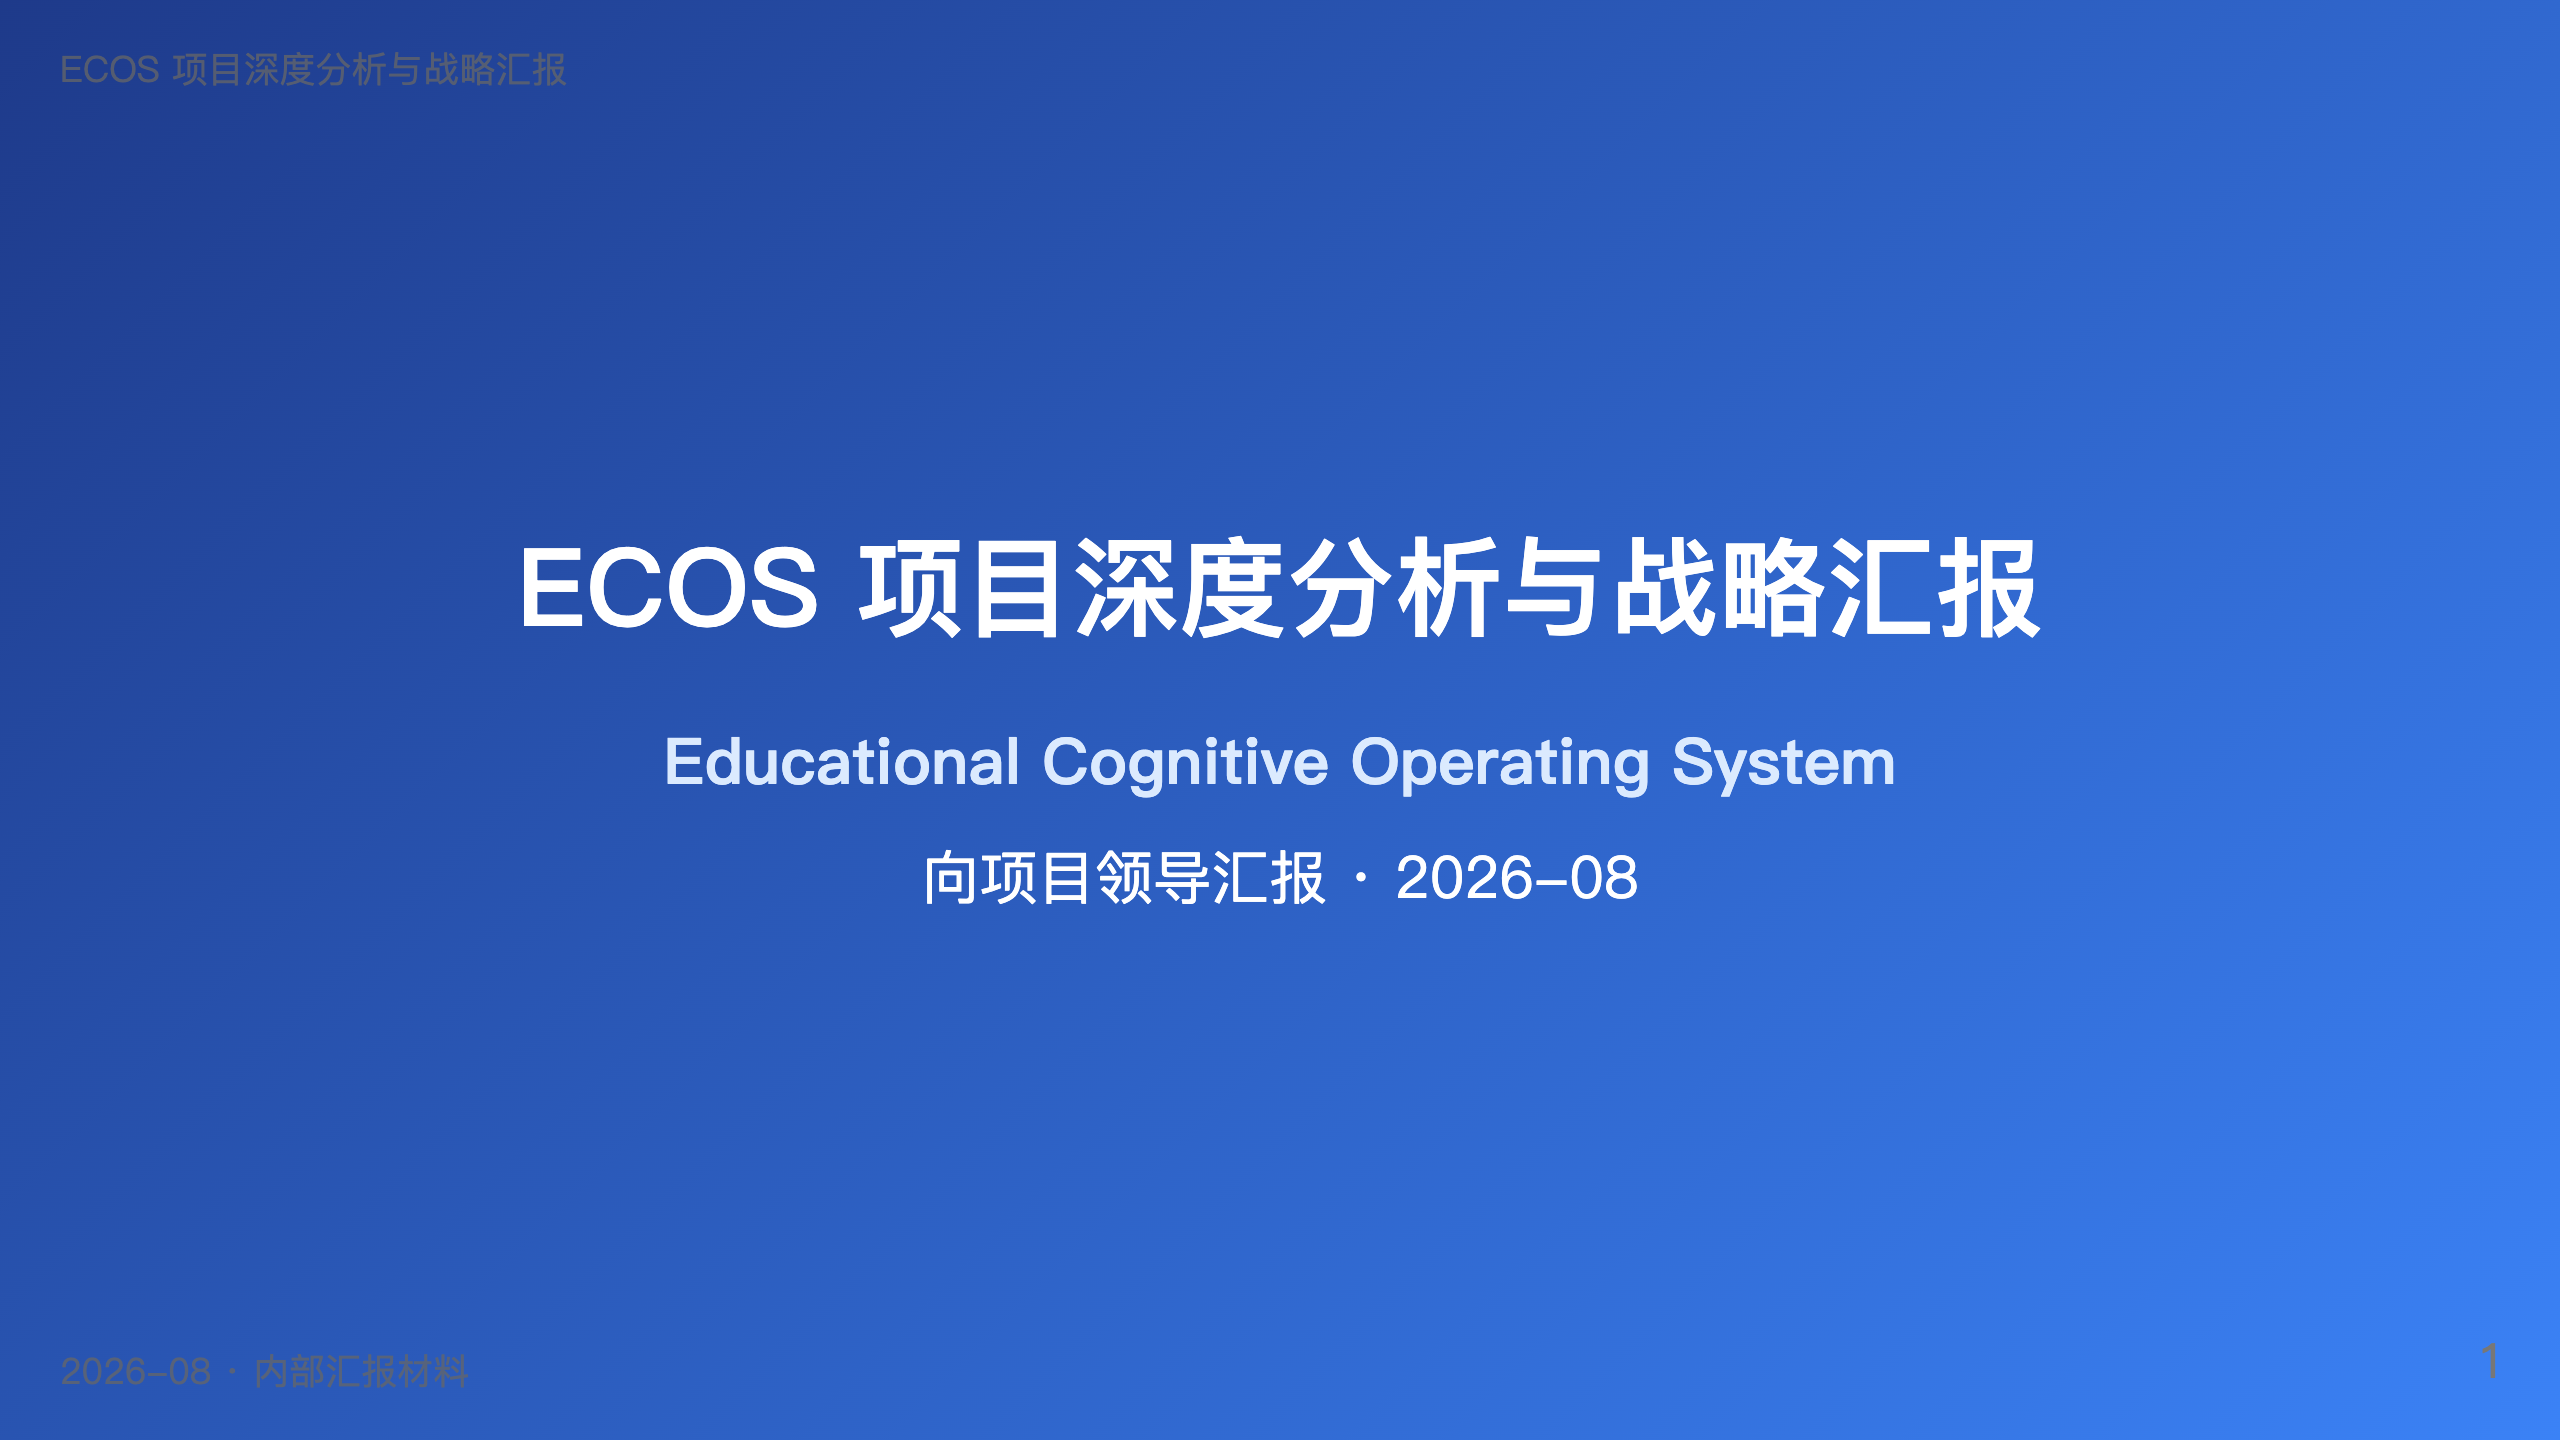 ECOS 项目深度分析与战略汇报
ECOS 项目深度分析与战略汇报
Educational Cognitive Operating System
向项目领导汇报 · 2026-08
2026-08 · 内部汇报材料
1